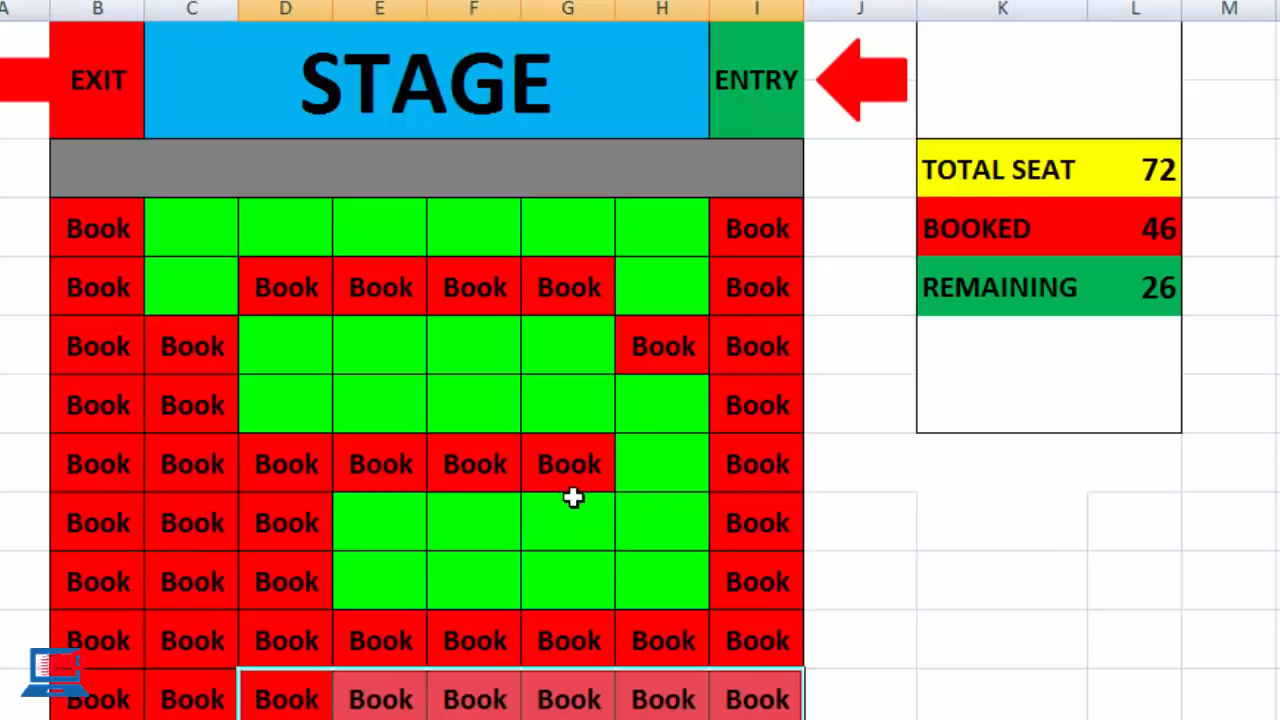 A B C D E F G H I J K L M
EXIT STAGE ENTRY
TOTAL SEAT 72
Book Book BOOKED 46
Book Book Book Book Book Book REMAINING 26
Book Book Book Book
Book Book Book
Book Book Book Book Book Book Book
Book Book Book Book
Book Book Book Book
Book Book Book Book Book Book Book Book
Book Book Book Book Book Book Book Book